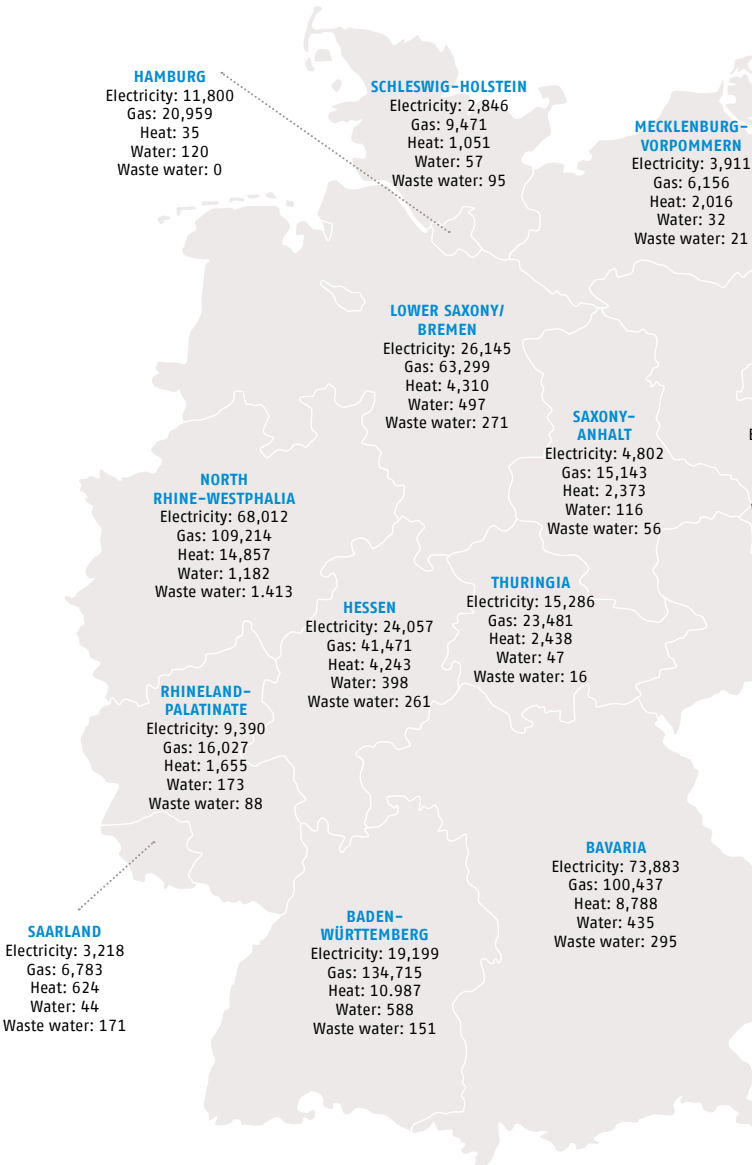 HAMBURG
Electricity: 11,800
Gas: 20,959
Heat: 35
Water: 120
Waste water: 0
SCHLESWIG-HOLSTEIN
Electricity: 2,846
Gas: 9,471
Heat: 1,051
Water: 57
Waste water: 95
MECKLENBURG-
VORPOMMERN
Electricity: 3,911
Gas: 6,156
Heat: 2,016
Water: 32
Waste water: 21
LOWER SAXONY/
BREMEN
Electricity: 26,145
Gas: 63,299
Heat: 4,310
Water: 497
Waste water: 271
SAXONY-
ANHALT
Electricity: 4,802
Gas: 15,143
Heat: 2,373
Water: 116
Waste water: 56
NORTH
RHINE-WESTPHALIA
Electricity: 68,012
Gas: 109,214
Heat: 14,857
Water: 1,182
Waste water: 1.413
HESSEN
Electricity: 24,057
Gas: 41,471
Heat: 4,243
Water: 398
Waste water: 261
THURINGIA
Electricity: 15,286
Gas: 23,481
Heat: 2,438
Water: 47
Waste water: 16
RHINELAND-
PALATINATE
Electricity: 9,390
Gas: 16,027
Heat: 1,655
Water: 173
Waste water: 88
SAARLAND
Electricity: 3,218
Gas: 6,783
Heat: 624
Water: 44
Waste water: 171
BADEN-
WÜRTTEMBERG
Electricity: 19,199
Gas: 134,715
Heat: 10.987
Water: 588
Waste water: 151
BAVARIA
Electricity: 73,883
Gas: 100,437
Heat: 8,788
Water: 435
Waste water: 295